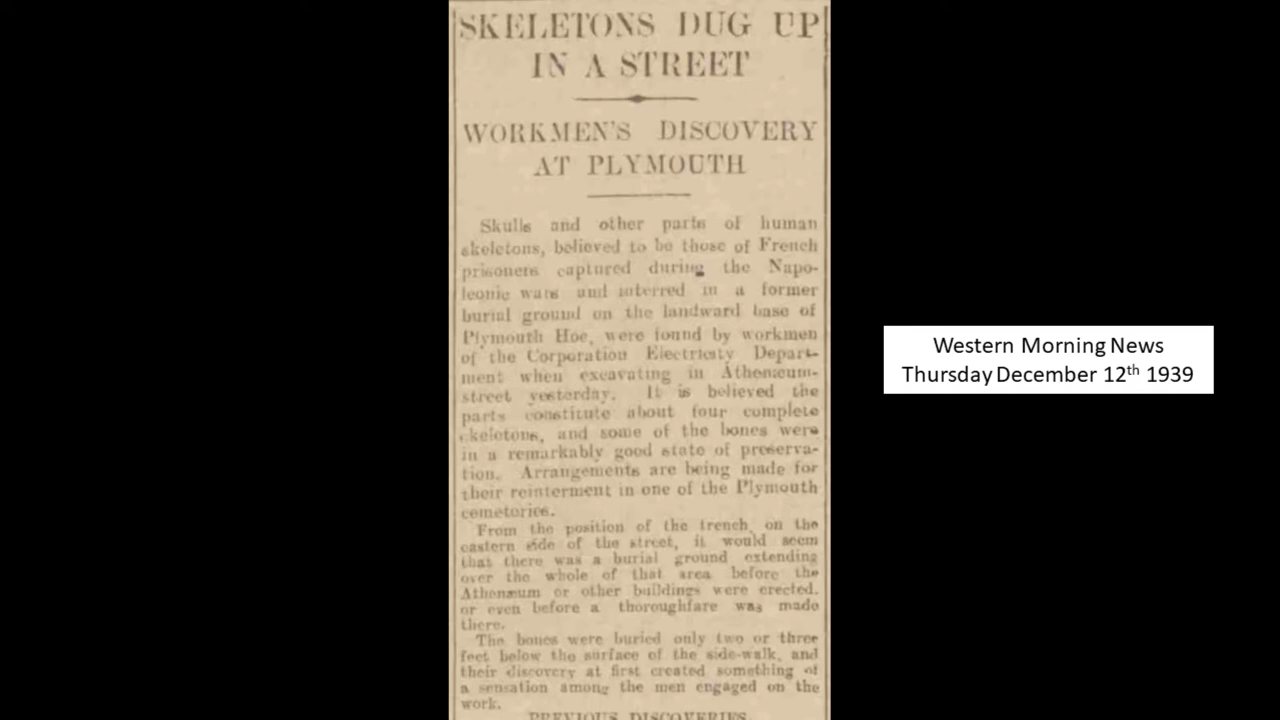 SKELETONS DUG UP
IN A STREET
WORKMEN'S DISCOVERY
AT PLYMOUTH
Skulls and other parts of human
skeletons, believed to be those of French
prisoners captured during the Napo-
leonic wars and interred in a former
burial ground on the landward base of
Plymouth Hoe, were found by workmen
of the Corporation Electricity Depart-
ment when excavating in Athenæum-
street yesterday. It is believed the
parts constitute about four complete
skeletons, and some of the bones were
in a remarkably good state of preserva-
tion. Arrangements are being made for
their reinterment in one of the Plymouth
cemeteries.
From the position of the trench, on the
eastern side of the street, it would seem
that there was a burial ground extending
over the whole of that area before the
Athenæum or other buildings were erected,
or even before a thoroughfare was made
there.
The bones were buried only two or three
feet below the surface of the side-walk, and
their discovery at first created something of
a sensation among the men engaged on the
work.
PREVIOUS DISCOVERIES.
Western Morning News
Thursday December 12th 1939